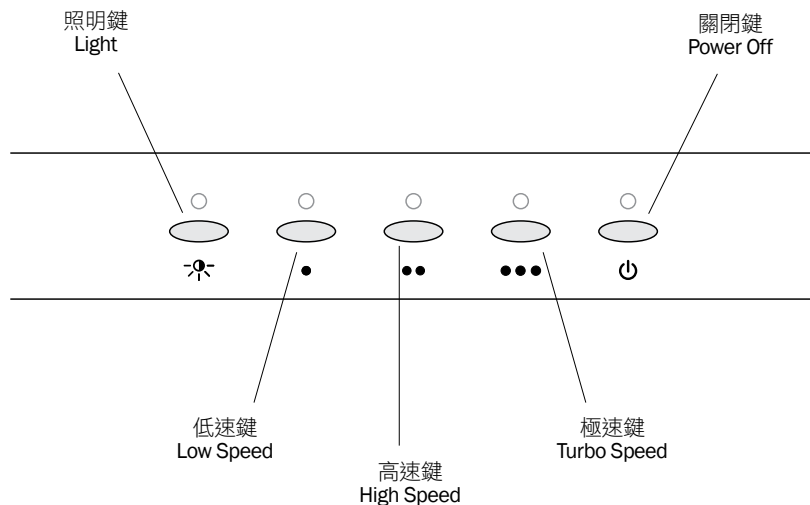 照明鍵
Light
關閉鍵
Power Off
低速鍵
Low Speed
高速鍵
High Speed
極速鍵
Turbo Speed